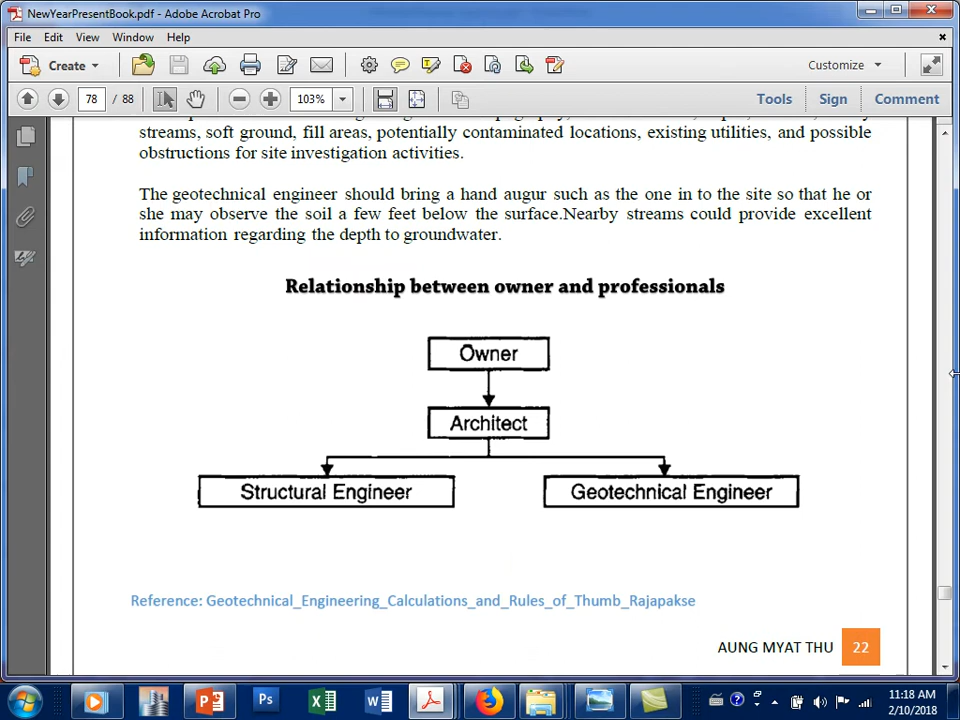 NewYearPresentBook.pdf - Adobe Acrobat Pro
File Edit View Window Help
Create Customize
78 / 88 103% Tools Sign Comment
streams, soft ground, fill areas, potentially contaminated locations, existing utilities, and possible
obstructions for site investigation activities.
The geotechnical engineer should bring a hand augur such as the one in to the site so that he or
she may observe the soil a few feet below the surface.Nearby streams could provide excellent
information regarding the depth to groundwater.
Relationship between owner and professionals
Owner
Architect
Structural Engineer Geotechnical Engineer
Reference: Geotechnical_Engineering_Calculations_and_Rules_of_Thumb_Rajapakse
AUNG MYAT THU 22
Ps
11:18 AM
2/10/2018